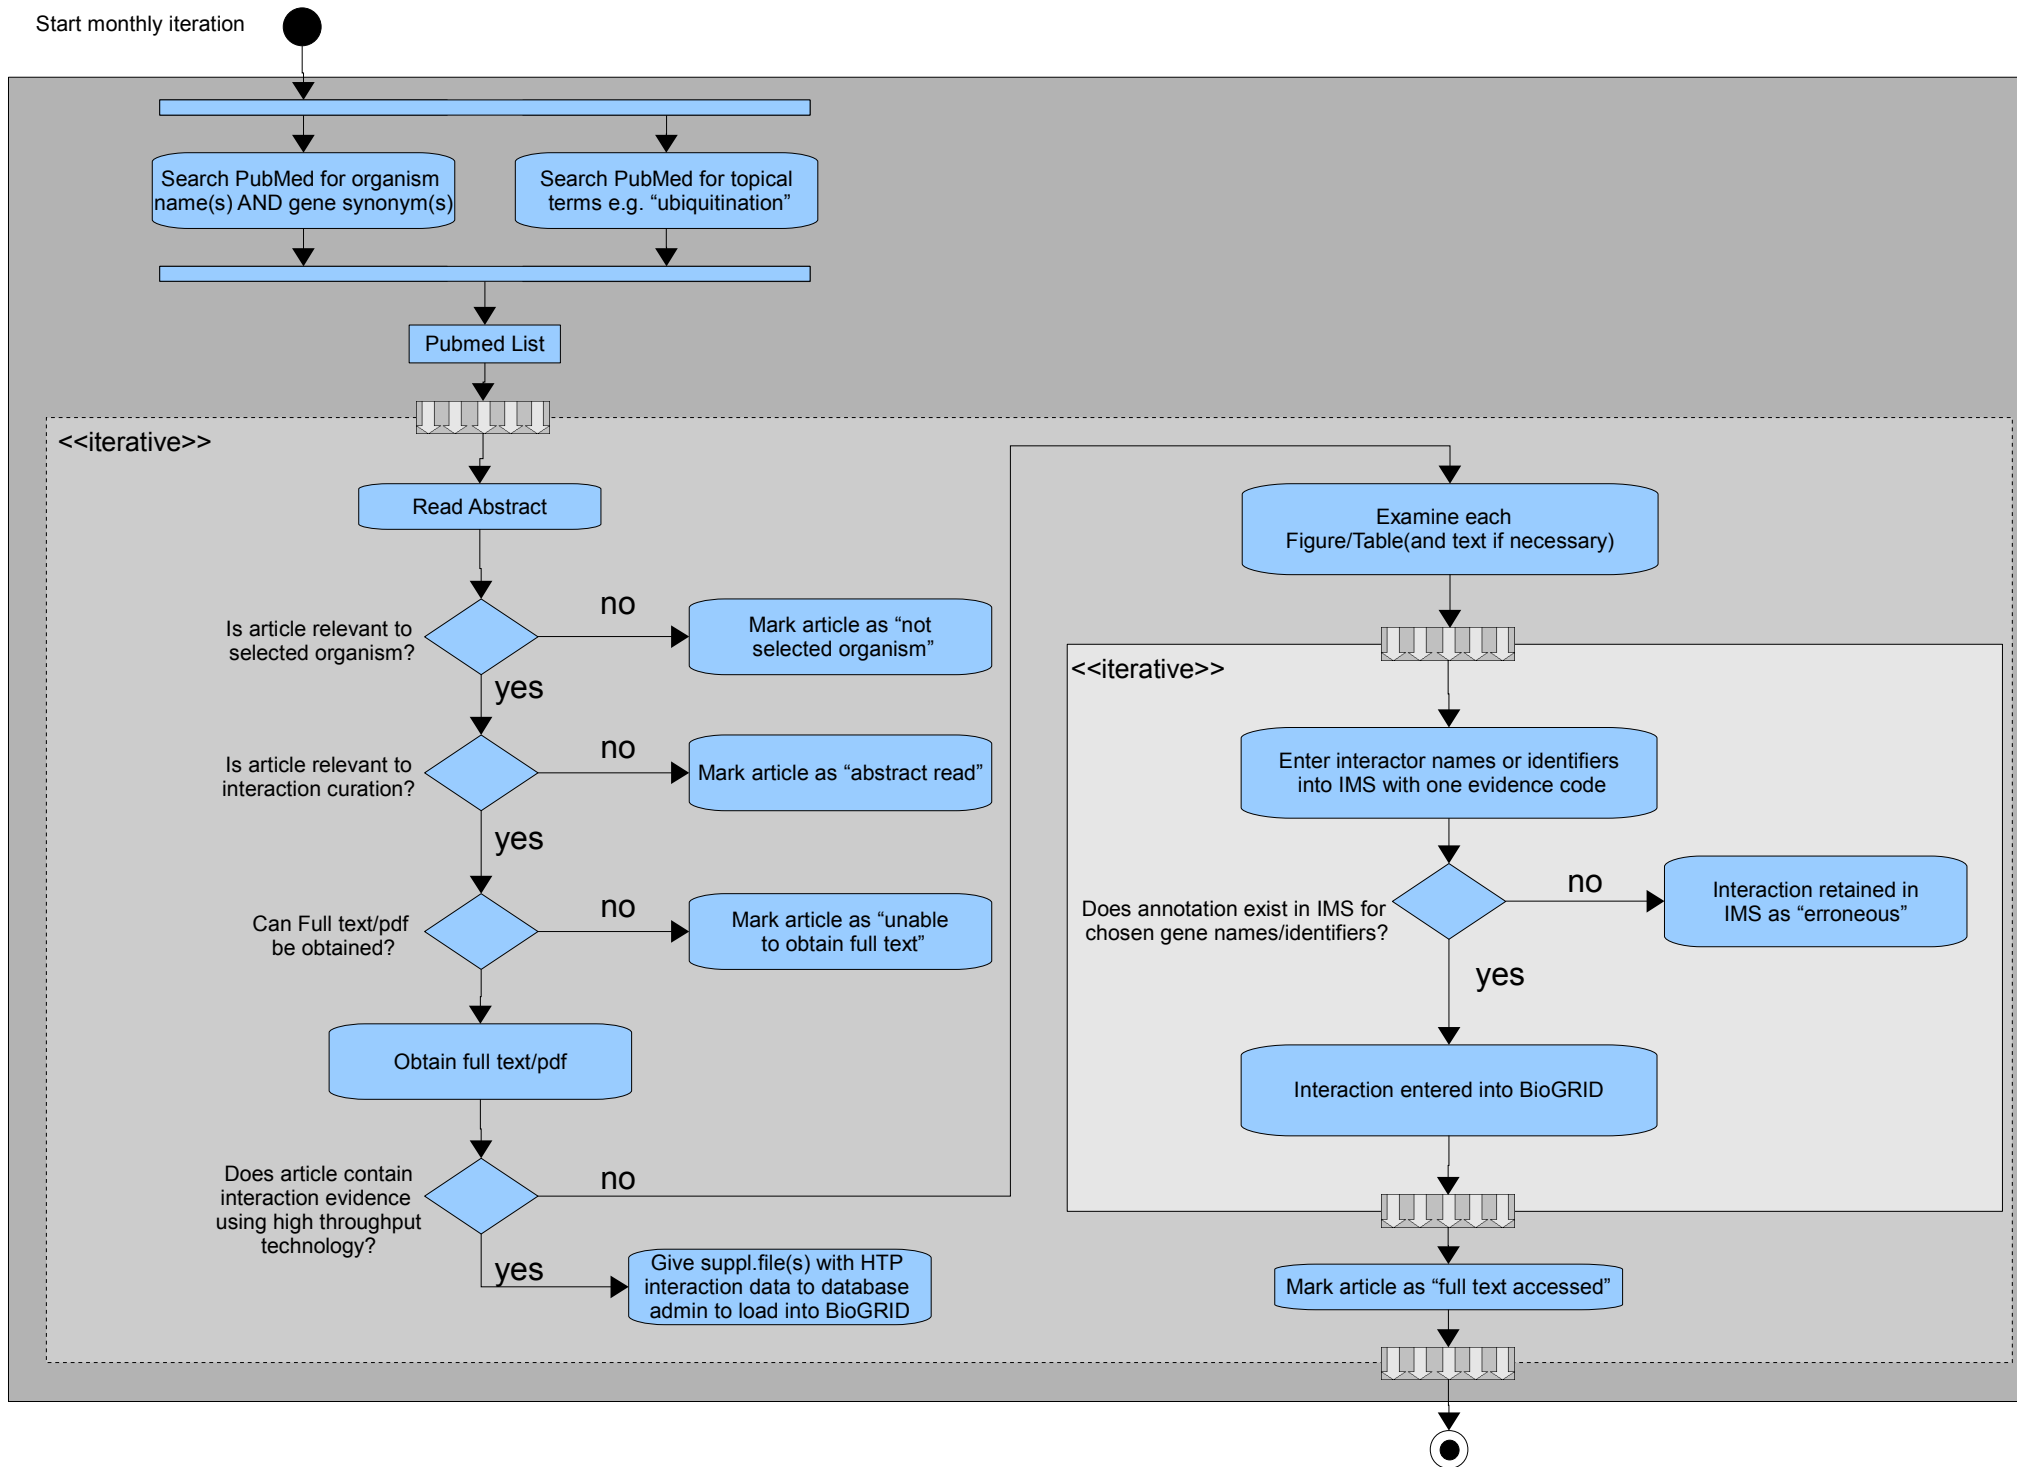 Start monthly iteration
Search PubMed for organism
name(s) AND gene synonym(s)
Search PubMed for topical
terms e.g. “ubiquitination”
Pubmed List
<<iterative>>
Read Abstract
Is article relevant to
selected organism?
no
Mark article as “not
selected organism”
yes
Is article relevant to
interaction curation?
no
Mark article as “abstract read”
yes
Can Full text/pdf
be obtained?
no
Mark article as “unable
to obtain full text”
Obtain full text/pdf
Does article contain
interaction evidence
using high throughput
technology?
no
yes
Give suppl.file(s) with HTP
interaction data to database
admin to load into BioGRID
Examine each
Figure/Table(and text if necessary)
<<iterative>>
Enter interactor names or identifiers
into IMS with one evidence code
Does annotation exist in IMS for
chosen gene names/identifiers?
no
Interaction retained in
IMS as “erroneous”
yes
Interaction entered into BioGRID
Mark article as “full text accessed”